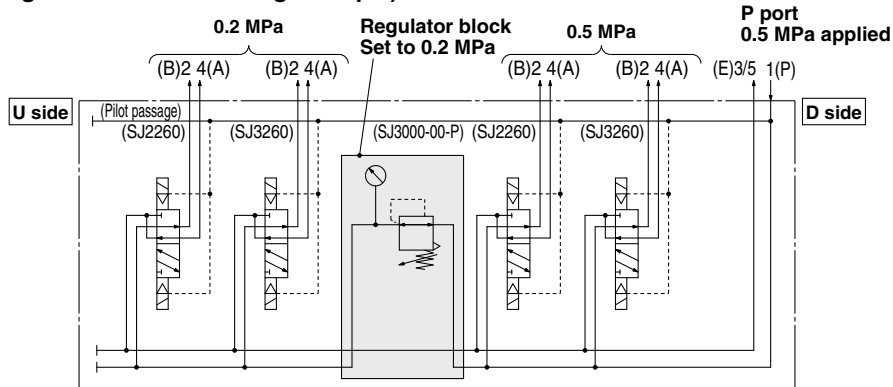 0.2 MPa
Regulator block
Set to 0.2 MPa
0.5 MPa
P port
0.5 MPa applied
(B)2 4(A)
(B)2 4(A)
(B)2 4(A)
(B)2 4(A)
(E)3/5 1(P)
U side
(Pilot passage)
D side
(SJ2260)
(SJ3260)
(SJ3000-00-P)
(SJ2260)
(SJ3260)